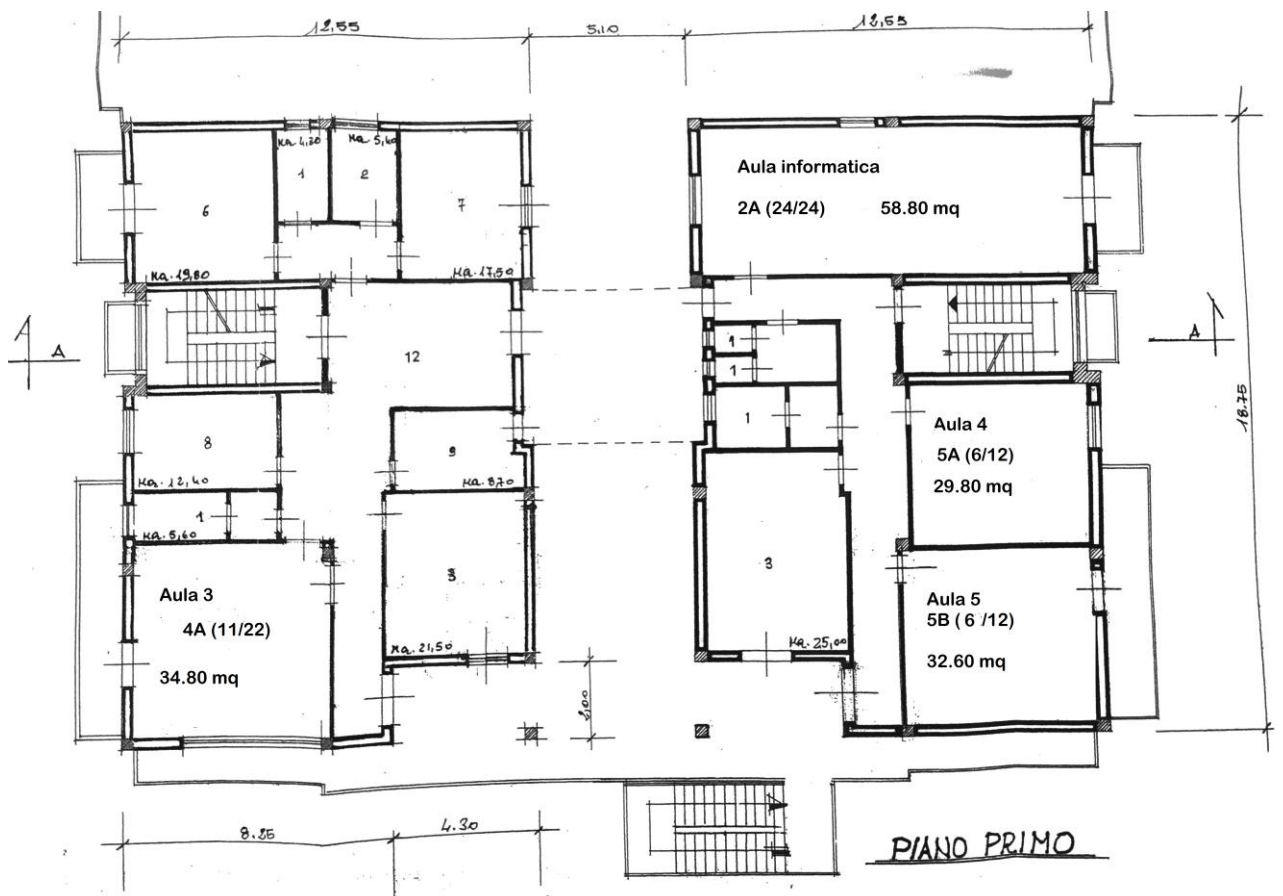 12,55
5,10
12,55
MQ. 4,20
MQ. 5,60
1
2
6
7
MQ. 19,80
MQ. 17,50
Aula informatica
2A (24/24) 58.80 mq
18.75
A
A
12
1
1
1
8
MQ. 12,40
9
MQ. 8,70
1
MQ. 5,60
Aula 4
5A (6/12)
29.80 mq
Aula 3
4A (11/22)
34.80 mq
MQ. 21,50
3
MQ. 25,00
Aula 5
5B ( 6 /12)
32.60 mq
2,00
8.25
4.30
PIANO PRIMO